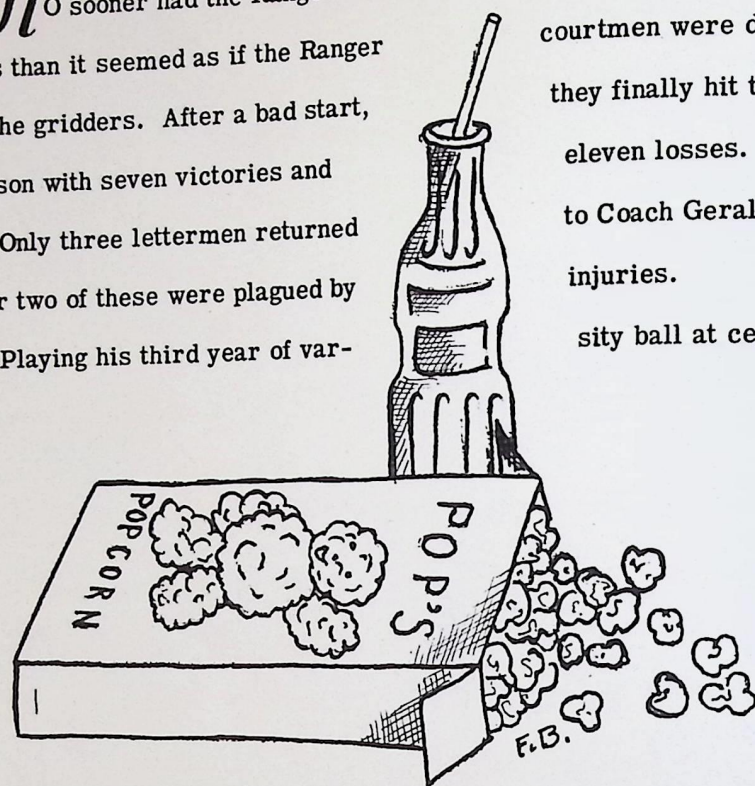 No sooner had the
s than it seemed as if the Ranger courtmen were d
he gridders. After a bad start, they finally hit t
son with seven victories and eleven losses.
Only three lettermen returned to Coach Geral
r two of these were plagued by injuries.
Playing his third year of var- sity ball at ce
POPCORN
POP'S
E.B.